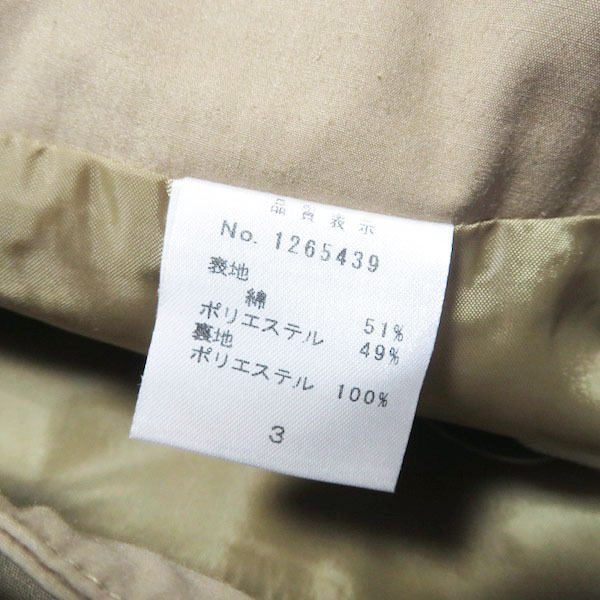 品質表示
No. 1265439
表地
綿 51%
ポリエステル 49%
裏地
ポリエステル 100%
3